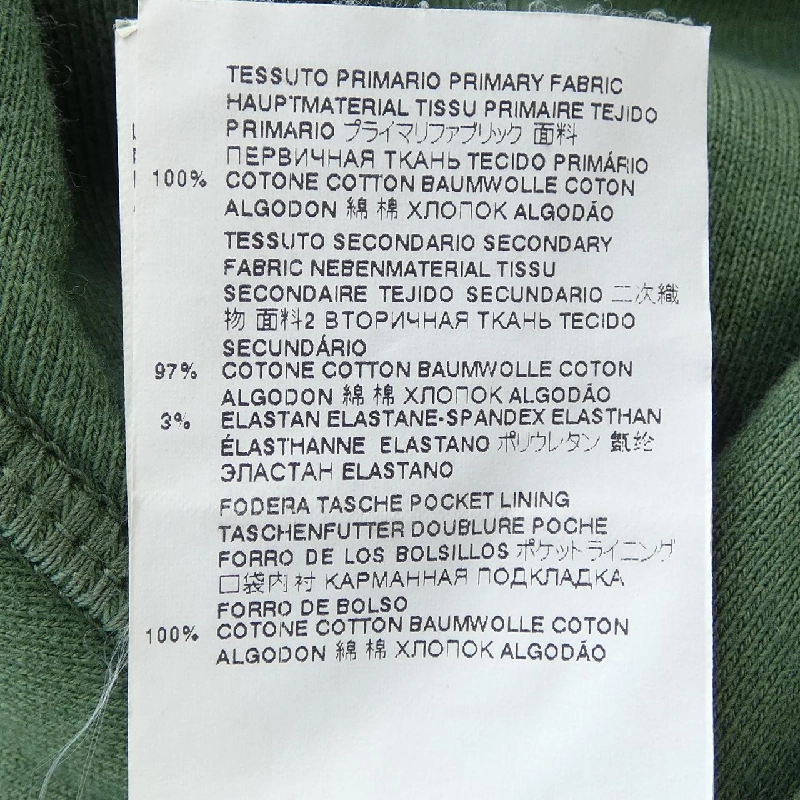 TESSUTO PRIMARIO PRIMARY FABRIC
HAUPTMATERIAL TISSU PRIMAIRE TEJIDO
PRIMARIO プライマリファブリック 面料
ПЕРВИЧНАЯ ТКАНЬ TECIDO PRIMÁRIO
100% COTONE COTTON BAUMWOLLE COTON
ALGODON 綿 棉 ХЛОПОК ALGODÃO
TESSUTO SECONDARIO SECONDARY
FABRIC NEBENMATERIAL TISSU
SECONDAIRE TEJIDO SECUNDARIO 二次織
物 面料2 ВТОРИЧНАЯ ТКАНЬ TECIDO
SECUNDÁRIO
97% COTONE COTTON BAUMWOLLE COTON
ALGODON 綿 棉 ХЛОПОК ALGODÃO
3% ELASTAN ELASTANE-SPANDEX ELASTHAN
ÉLASTHANNE ELASTANO ポリウレタン
ЭЛАСТАН ELASTANO
FODERA TASCHE POCKET LINING
TASCHENFUTTER DOUBLURE POCHE
FORRO DE LOS BOLSILLOS ポケットライニング
口袋内衬 КАРМАННАЯ ПОДКЛАДКА
FORRO DE BOLSO
100% COTONE COTTON BAUMWOLLE COTON
ALGODON 綿 棉 ХЛОПОК ALGODÃO